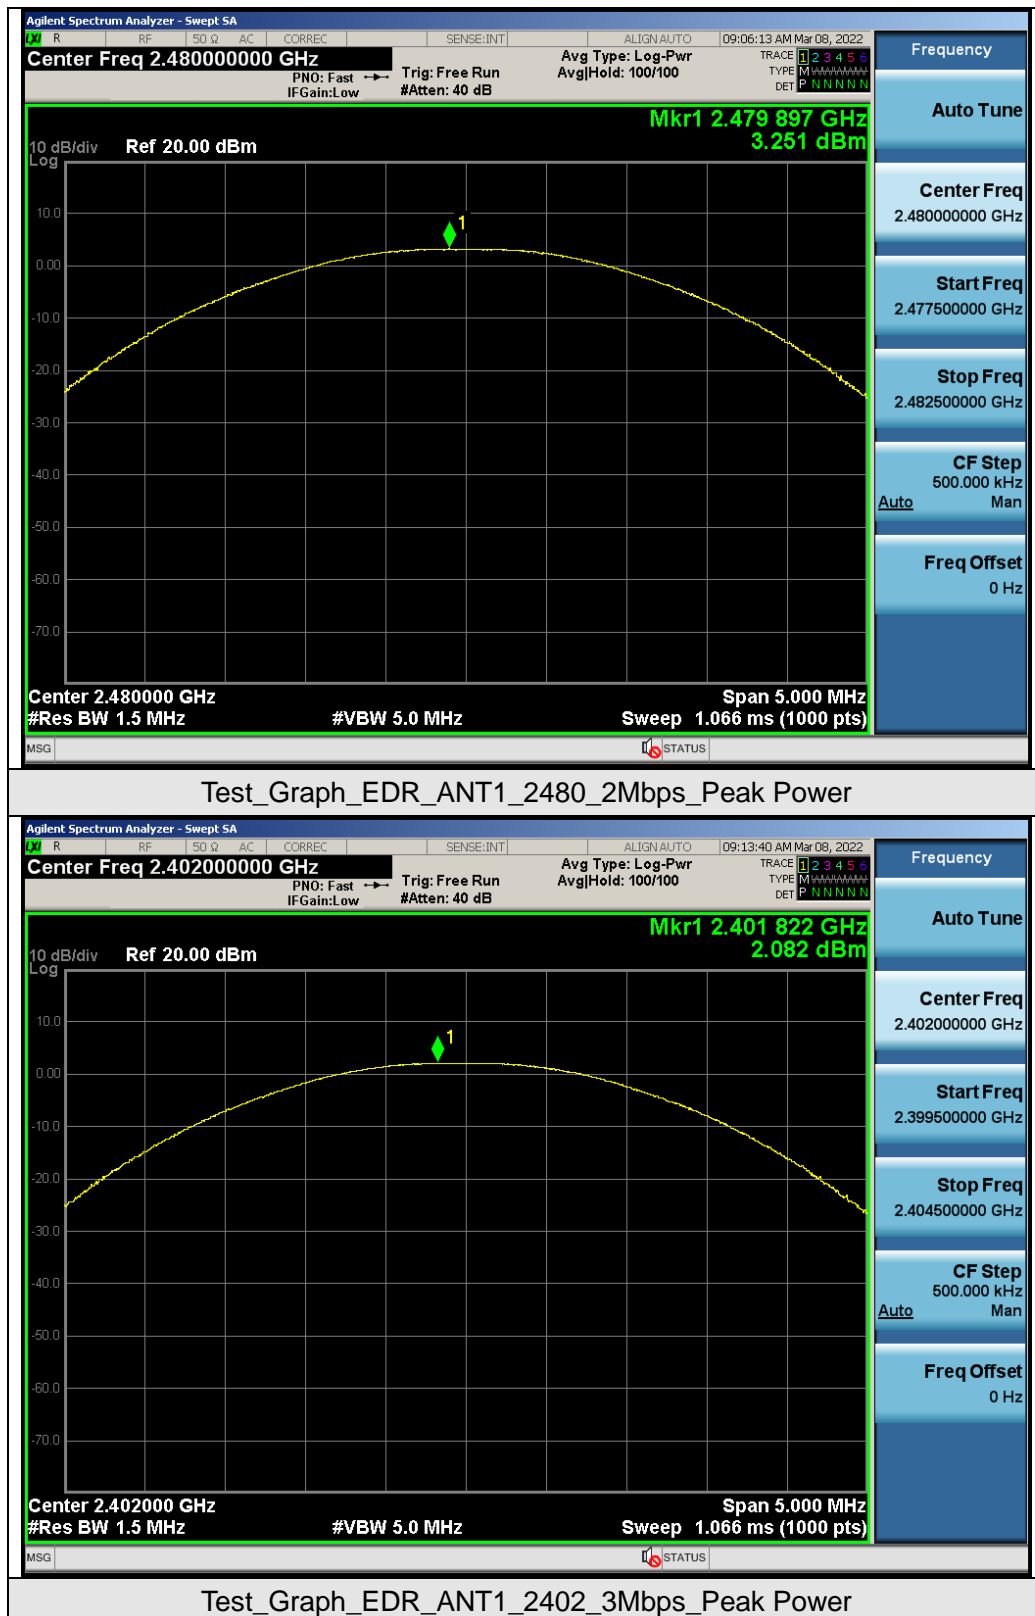 Agilent Spectrum Analyzer - Swept SA
LXI R RF 50 Ω AC CORREC SENSE:INT ALIGN AUTO 09:06:13 AM Mar 08, 2022
Center Freq 2.480000000 GHz
PNO: Fast
IFGain:Low
Trig: Free Run
#Atten: 40 dB
Avg Type: Log-Pwr
Avg|Hold: 100/100
TRACE 1 2 3 4 5 6
TYPE M WWWWW
DET P N N N N N
Frequency
Mkr1 2.479 897 GHz
3.251 dBm
10 dB/div Ref 20.00 dBm
Log
1
10.0
0.00
-10.0
-20.0
-30.0
-40.0
-50.0
-60.0
-70.0
Center 2.480000 GHz
Span 5.000 MHz
#Res BW 1.5 MHz #VBW 5.0 MHz Sweep 1.066 ms (1000 pts)
MSG STATUS
Auto Tune
Center Freq
2.480000000 GHz
Start Freq
2.477500000 GHz
Stop Freq
2.482500000 GHz
CF Step
500.000 kHz
Auto Man
Freq Offset
0 Hz
Test_Graph_EDR_ANT1_2480_2Mbps_Peak Power
Agilent Spectrum Analyzer - Swept SA
LXI R RF 50 Ω AC CORREC SENSE:INT ALIGN AUTO 09:13:40 AM Mar 08, 2022
Center Freq 2.402000000 GHz
PNO: Fast
IFGain:Low
Trig: Free Run
#Atten: 40 dB
Avg Type: Log-Pwr
Avg|Hold: 100/100
TRACE 1 2 3 4 5 6
TYPE M WWWWW
DET P N N N N N
Frequency
Mkr1 2.401 822 GHz
2.082 dBm
10 dB/div Ref 20.00 dBm
Log
1
10.0
0.00
-10.0
-20.0
-30.0
-40.0
-50.0
-60.0
-70.0
Center 2.402000 GHz
Span 5.000 MHz
#Res BW 1.5 MHz #VBW 5.0 MHz Sweep 1.066 ms (1000 pts)
MSG STATUS
Auto Tune
Center Freq
2.402000000 GHz
Start Freq
2.399500000 GHz
Stop Freq
2.404500000 GHz
CF Step
500.000 kHz
Auto Man
Freq Offset
0 Hz
Test_Graph_EDR_ANT1_2402_3Mbps_Peak Power